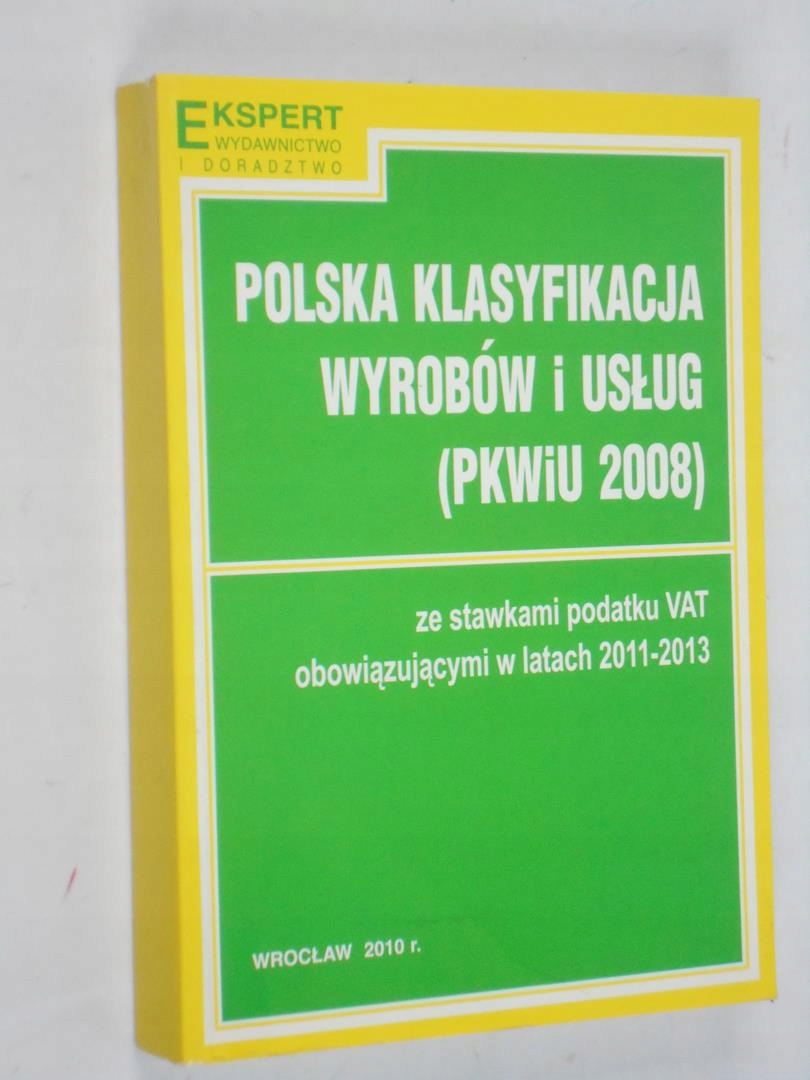 EKSPERT
WYDAWNICTWO
I DORADZTWO
POLSKA KLASYFIKACJA
WYROBÓW i USŁUG
(PKWiU 2008)
ze stawkami podatku VAT
obowiązującymi w latach 2011-2013
WROCŁAW 2010 r.